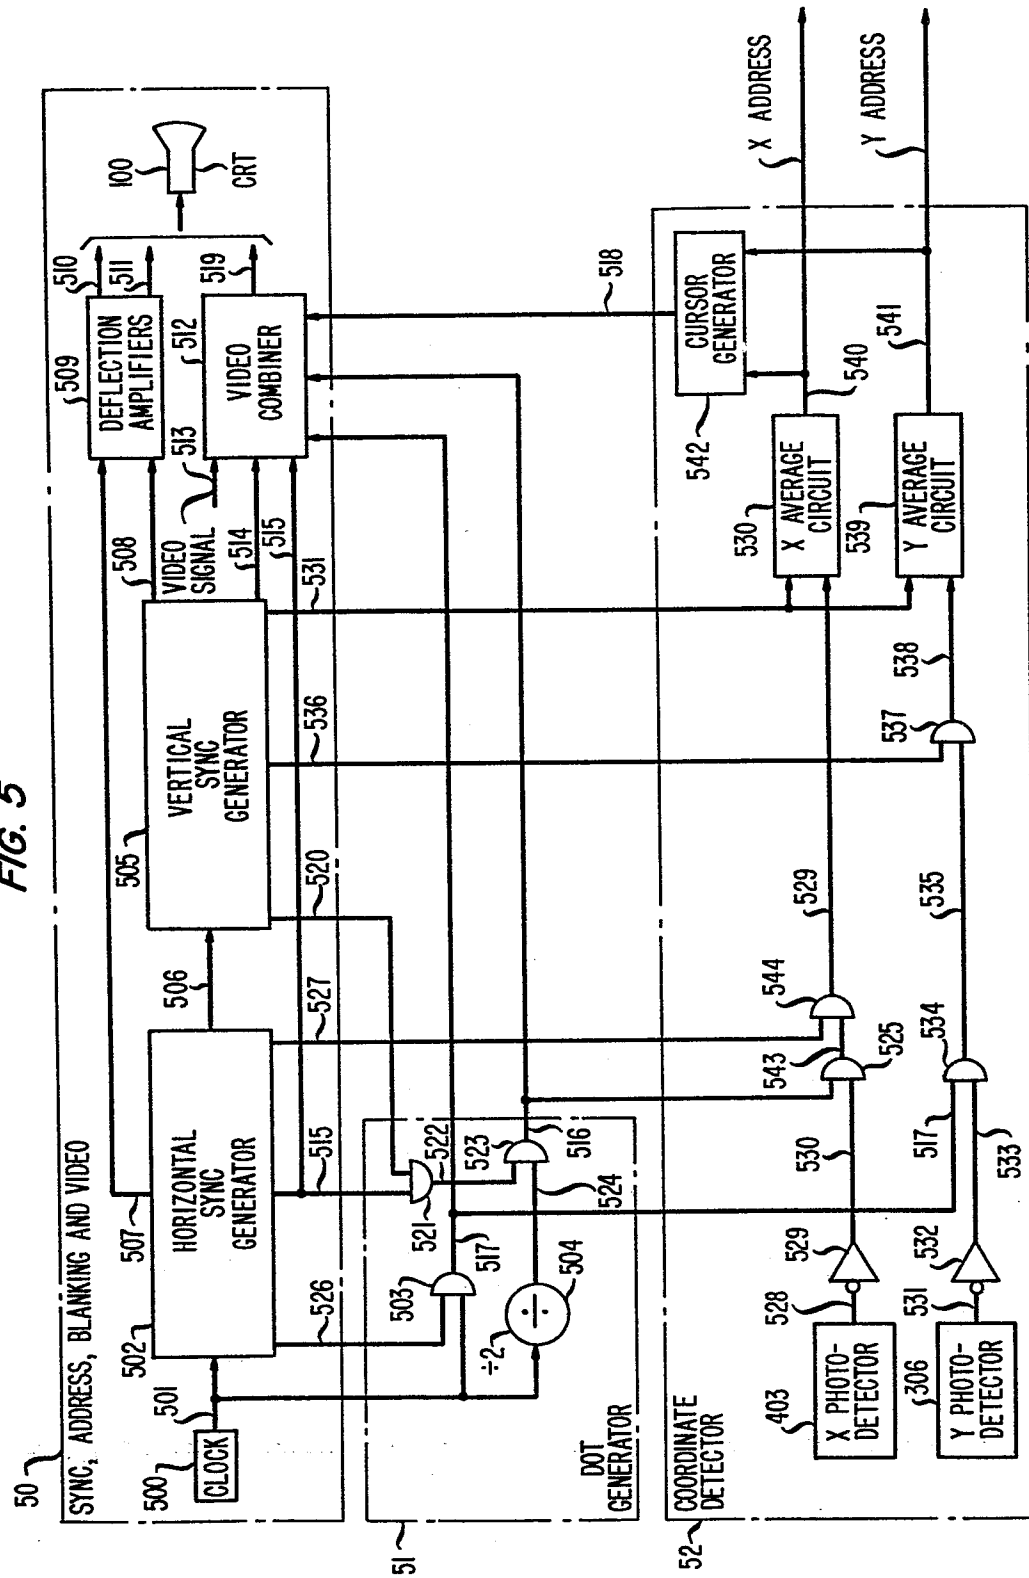 FIG. 5
50
SYNC, ADDRESS, BLANKING AND VIDEO
500
CLOCK
501
502
HORIZONTAL
SYNC
GENERATOR
507
506
505
VERTICAL
SYNC
GENERATOR
508
VIDEO
SIGNAL
513
514
515
509
DEFLECTION
AMPLIFIERS
510
511
512
VIDEO
COMBINER
519
100
CRT
526
515
527
520
536
531
518
51
DOT
GENERATOR
503
517
÷2
÷
504
521
522
523
524
516
52
COORDINATE
DETECTOR
403
X PHOTO-
DETECTOR
528
529
530
306
Y PHOTO-
DETECTOR
531
532
533
517
543
525
544
529
534
535
537
538
530
X AVERAGE
CIRCUIT
539
Y AVERAGE
CIRCUIT
540
541
542
CURSOR
GENERATOR
X ADDRESS
Y ADDRESS